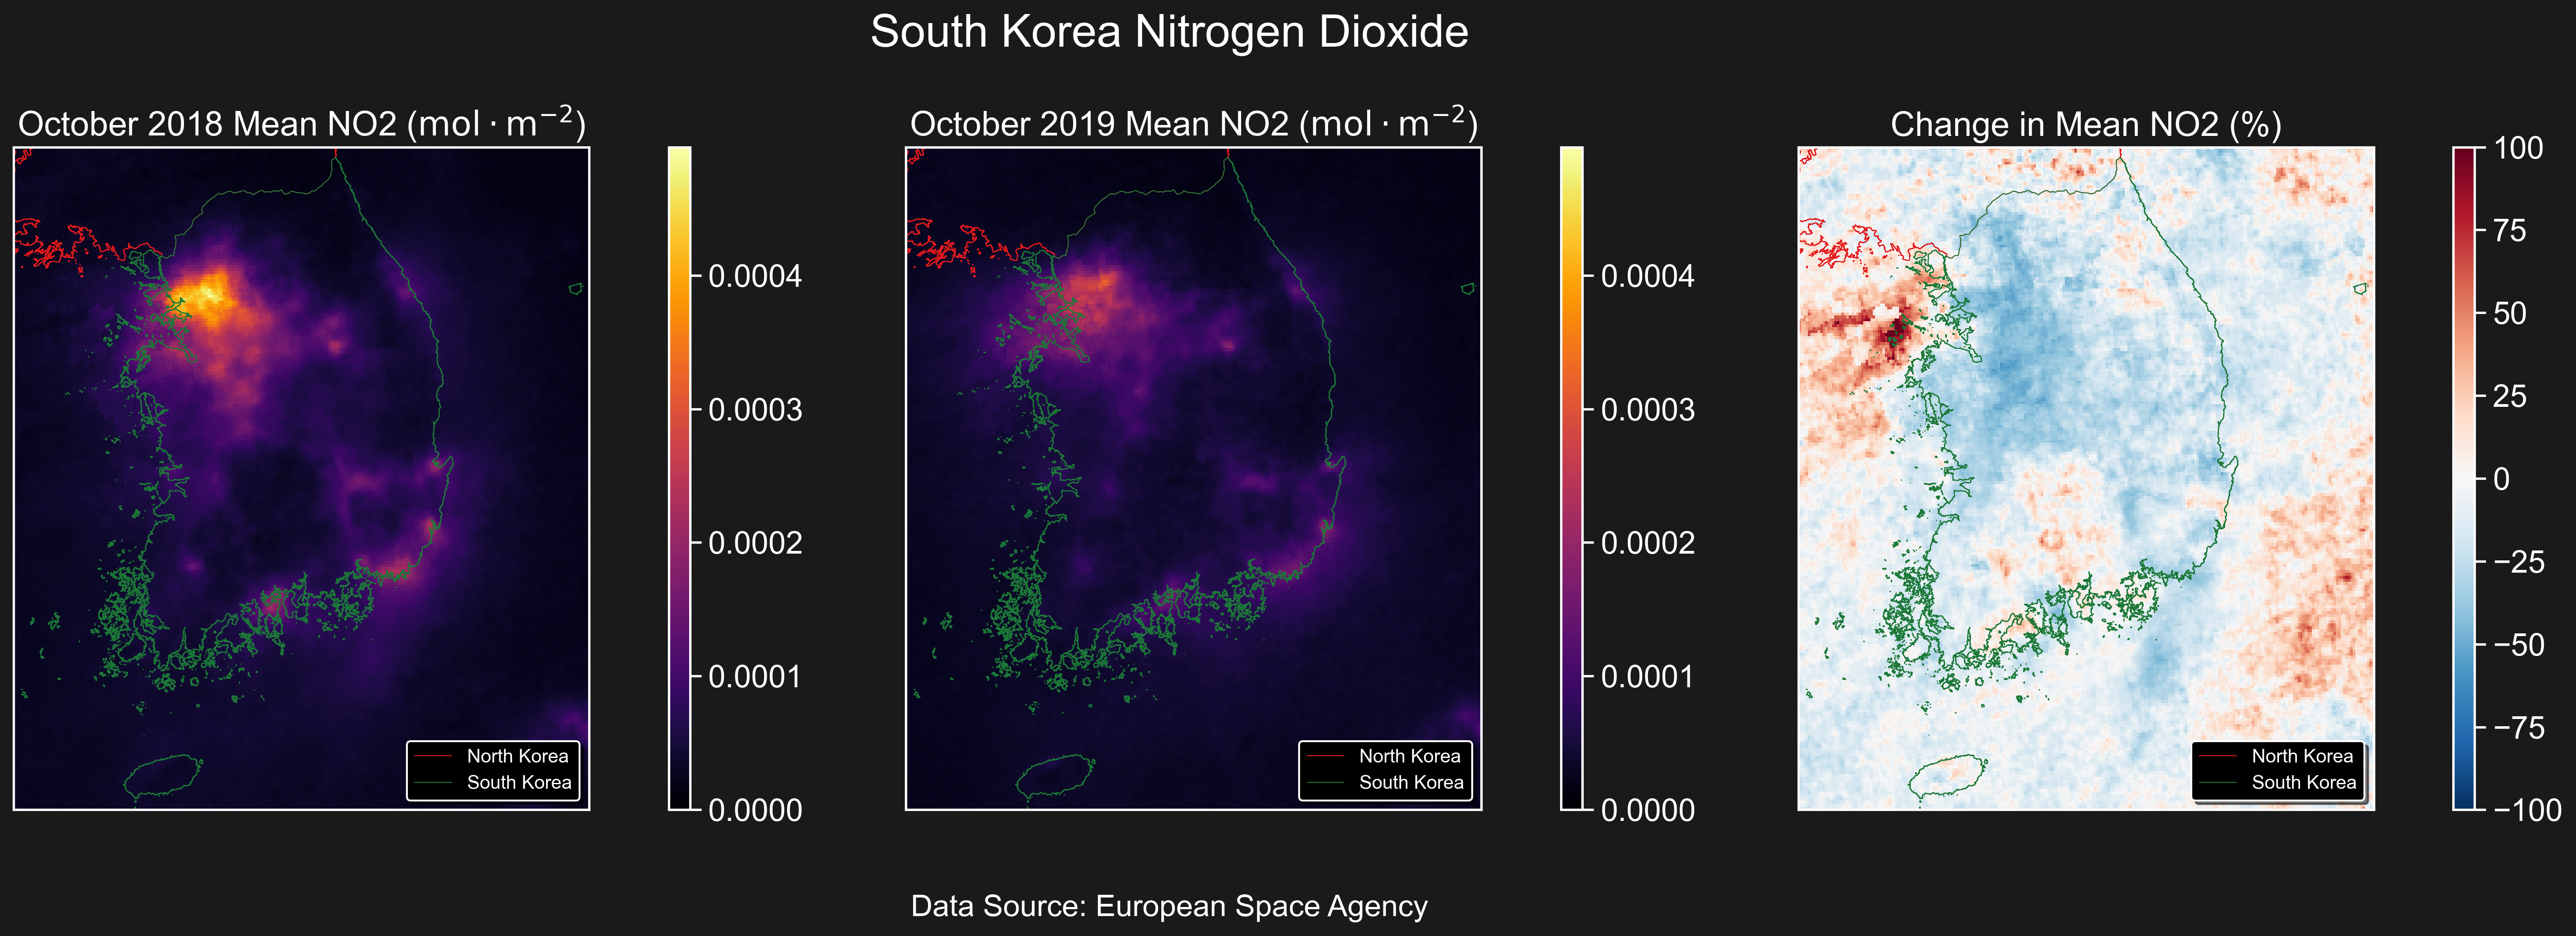 South Korea Nitrogen Dioxide
October 2018 Mean NO2 (mol · m⁻²)
0.0004
0.0003
0.0002
0.0001
0.0000
North Korea
South Korea
October 2019 Mean NO2 (mol · m⁻²)
0.0004
0.0003
0.0002
0.0001
0.0000
North Korea
South Korea
Change in Mean NO2 (%)
100
75
50
25
0
−25
−50
−75
−100
North Korea
South Korea
Data Source: European Space Agency